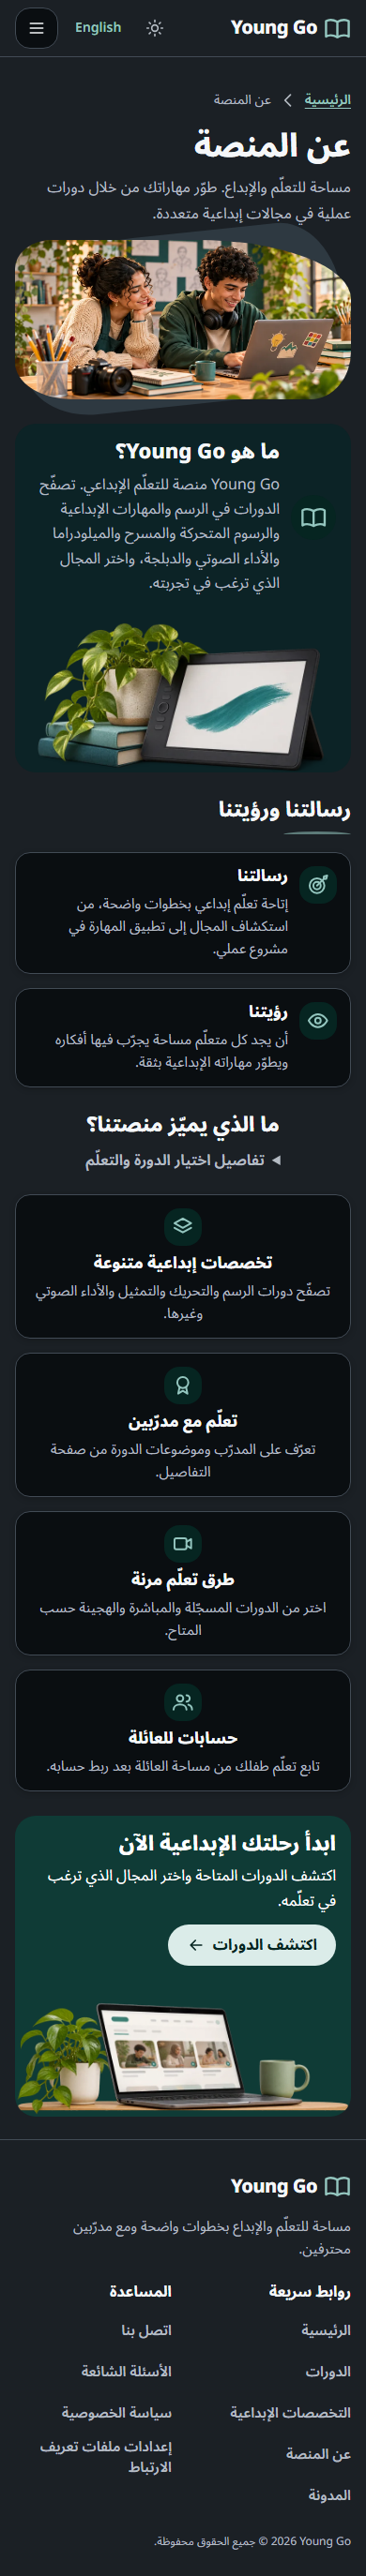 Young Go
English
الرئيسية
عن المنصة
عن المنصة
مساحة للتعلّم والإبداع. طوّر مهاراتك من خلال دورات
عملية في مجالات إبداعية متعددة.
ما هو Young Go؟
Young Go منصة للتعلّم الإبداعي. تصفّح
الدورات في الرسم والمهارات الإبداعية
والرسوم المتحركة والمسرح والميلودراما
والأداء الصوتي والدبلجة، واختر المجال
الذي ترغب في تجربته.
رسالتنا ورؤيتنا
رسالتنا
إتاحة تعلّم إبداعي بخطوات واضحة، من
استكشاف المجال إلى تطبيق المهارة في
مشروع عملي.
رؤيتنا
أن يجد كل متعلّم مساحة يجرّب فيها أفكاره
ويطوّر مهاراته الإبداعية بثقة.
ما الذي يميّز منصتنا؟
تفاصيل اختيار الدورة والتعلّم
تخصصات إبداعية متنوعة
تصفّح دورات الرسم والتحريك والتمثيل والأداء الصوتي
وغيرها.
تعلّم مع مدرّبين
تعرّف على المدرّب وموضوعات الدورة من صفحة
التفاصيل.
طرق تعلّم مرنة
اختر من الدورات المسجّلة والمباشرة والهجينة حسب
المتاح.
حسابات للعائلة
تابع تعلّم طفلك من مساحة العائلة بعد ربط حسابه.
ابدأ رحلتك الإبداعية الآن
اكتشف الدورات المتاحة واختر المجال الذي ترغب
في تعلّمه.
اكتشف الدورات
Young Go
مساحة للتعلّم والإبداع بخطوات واضحة ومع مدرّبين
محترفين.
روابط سريعة
الرئيسية
الدورات
التخصصات الإبداعية
عن المنصة
المدونة
المساعدة
اتصل بنا
الأسئلة الشائعة
سياسة الخصوصية
إعدادات ملفات تعريف
الارتباط
Young Go 2026 © جميع الحقوق محفوظة.